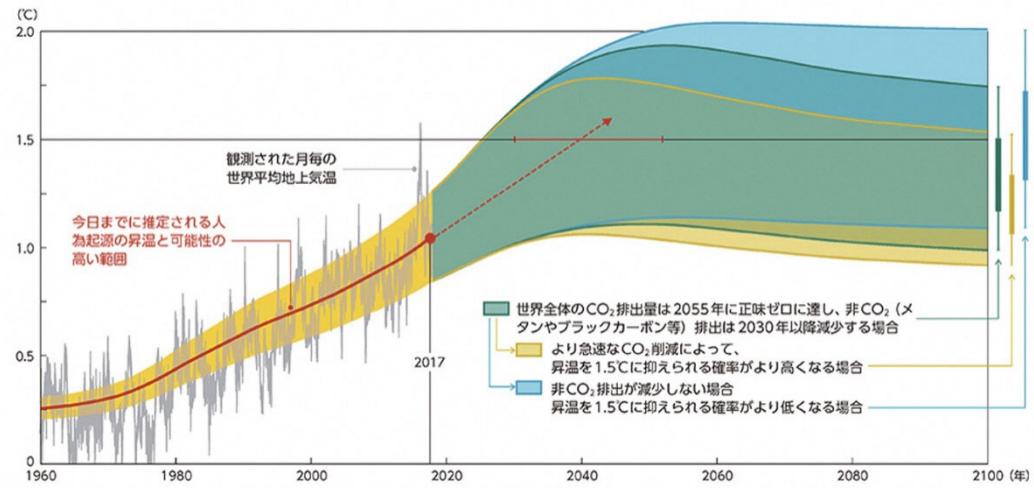 (℃)
2.0
1.5
1.0
0.5
0
観測された月毎の
世界平均地上気温
今日までに推定される人
為起源の昇温と可能性の
高い範囲
2017
世界全体のCO₂排出量は2055年に正味ゼロに達し、非CO₂（メ
タンやブラックカーボン等）排出は2030年以降減少する場合
より急速なCO₂削減によって、
昇温を1.5℃に抑えられる確率がより高くなる場合
非CO₂排出が減少しない場合
昇温を1.5℃に抑えられる確率がより低くなる場合
1960 1980 2000 2020 2040 2060 2080 2100 (年)